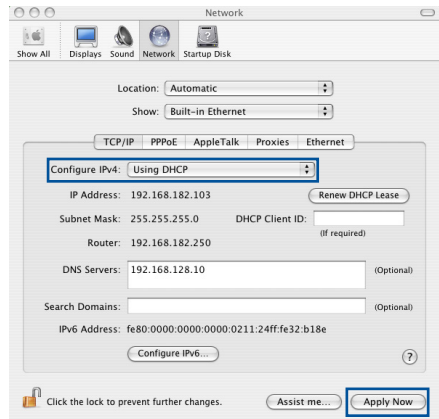 Network
Show All Displays Sound Network Startup Disk
Location: Automatic
Show: Built-in Ethernet
TCP/IP PPPoE AppleTalk Proxies Ethernet
Configure IPv4: Using DHCP
IP Address: 192.168.182.103 Renew DHCP Lease
Subnet Mask: 255.255.255.0 DHCP Client ID:
(If required)
Router: 192.168.182.250
DNS Servers: 192.168.128.10 (Optional)
Search Domains: (Optional)
IPv6 Address: fe80:0000:0000:0000:0211:24ff:fe32:b18e
Configure IPv6... ?
Click the lock to prevent further changes. Assist me... Apply Now